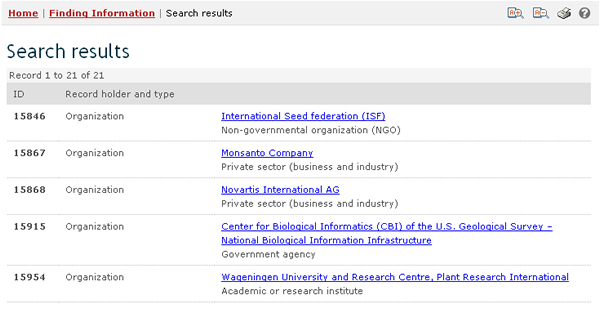 Home | Finding Information | Search results
Search results
Record 1 to 21 of 21
ID Record holder and type
15846 Organization International Seed federation (ISF)
Non-governmental organization (NGO)
15867 Organization Monsanto Company
Private sector (business and industry)
15868 Organization Novartis International AG
Private sector (business and industry)
15915 Organization Center for Biological Informatics (CBI) of the U.S. Geological Survey –
National Biological Information Infrastructure
Government agency
15954 Organization Wageningen University and Research Centre, Plant Research International
Academic or research institute